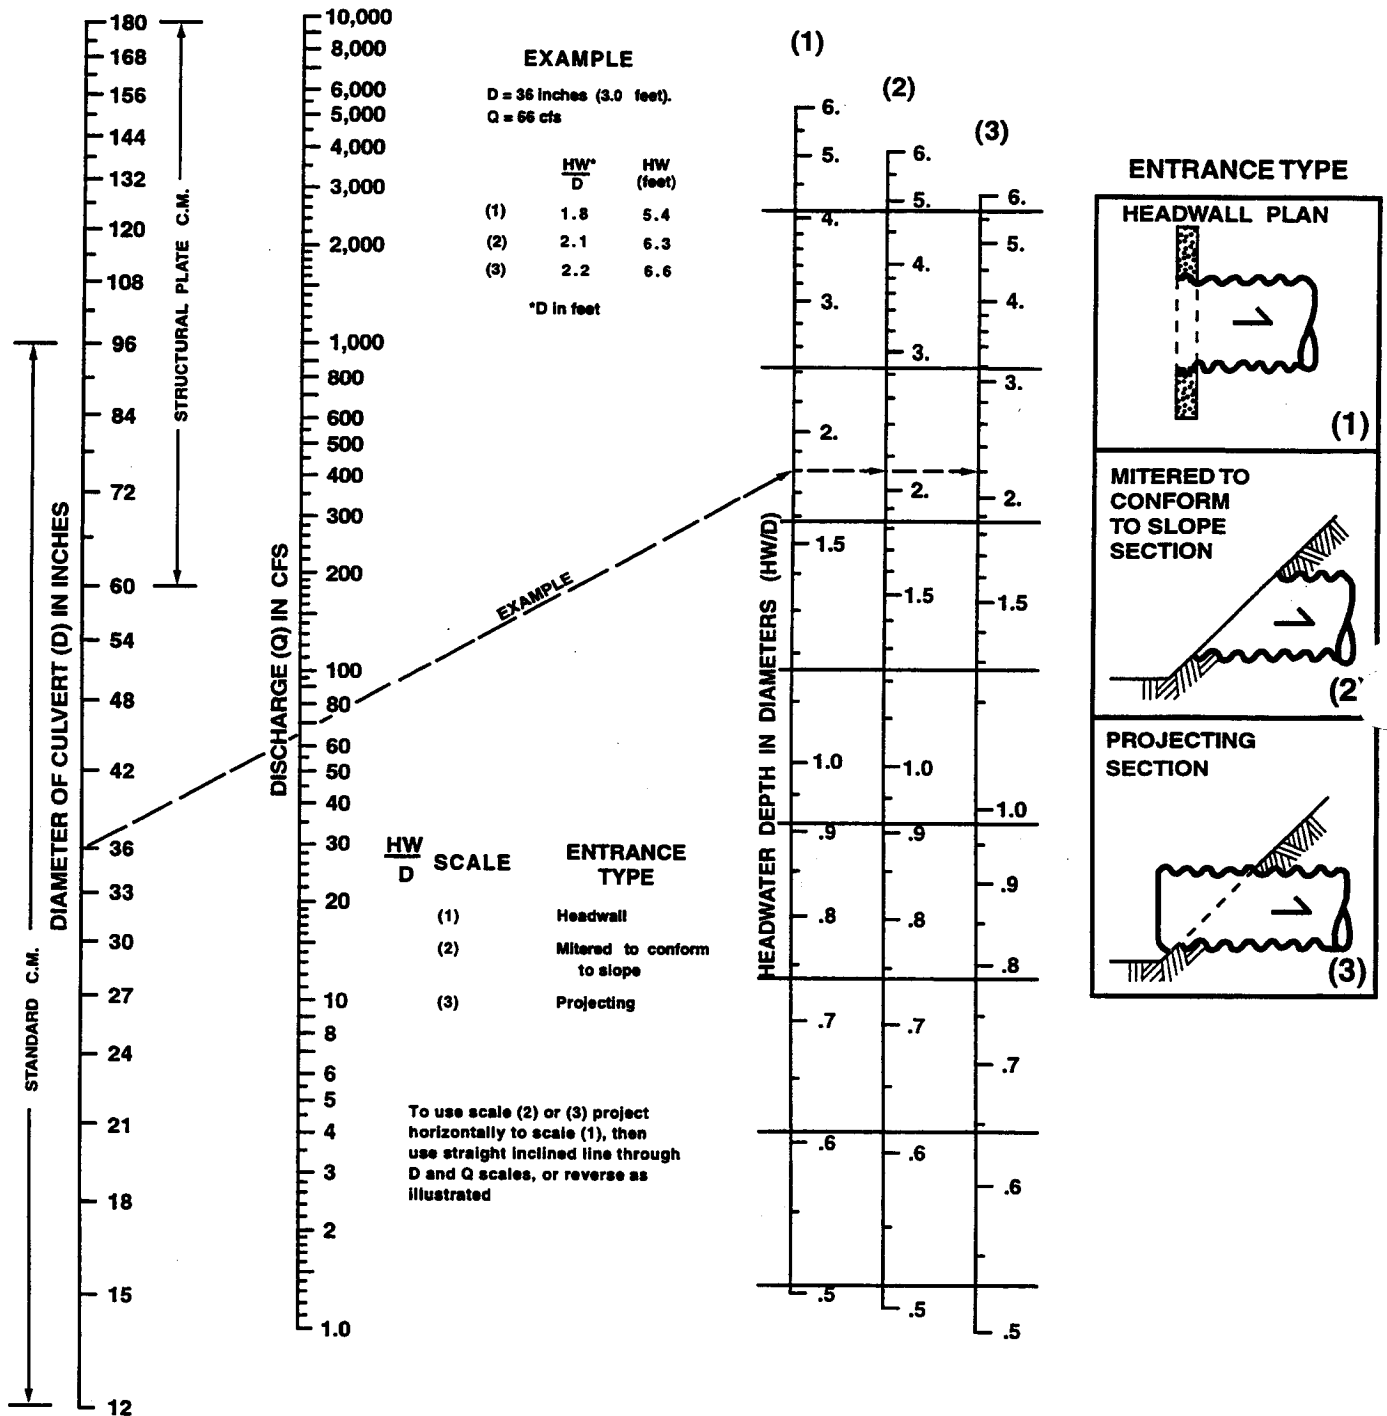 180
168
156
144
132
120
108
96
84
72
60
54
48
42
36
33
30
27
24
21
18
15
12
DIAMETER OF CULVERT (D) IN INCHES
STANDARD C.M.
STRUCTURAL PLATE C.M.
10,000
8,000
6,000
5,000
4,000
3,000
2,000
1,000
800
600
500
400
300
200
100
80
60
50
40
30
20
10
8
6
5
4
3
2
1.0
DISCHARGE (Q) IN CFS
EXAMPLE
D = 36 inches (3.0 feet).
Q = 66 cfs
HW* HW
D (feet)
(1) 1.8 5.4
(2) 2.1 6.3
(3) 2.2 6.6
*D in feet
EXAMPLE
HW SCALE ENTRANCE
D TYPE
(1) Headwall
(2) Mitered to conform
to slope
(3) Projecting
To use scale (2) or (3) project
horizontally to scale (1), then
use straight inclined line through
D and Q scales, or reverse as
illustrated
HEADWATER DEPTH IN DIAMETERS (HW/D)
(1)
6.
5.
4.
3.
2.
1.5
1.0
.9
.8
.7
.6
.5
(2)
6.
5.
4.
3.
2.
1.5
1.0
.9
.8
.7
.6
.5
(3)
6.
5.
4.
3.
2.
1.5
1.0
.9
.8
.7
.6
.5
ENTRANCE TYPE
HEADWALL PLAN
(1)
MITERED TO
CONFORM
TO SLOPE
SECTION
(2
PROJECTING
SECTION
(3)